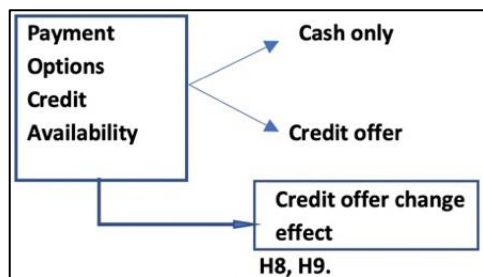 Payment
Options
Credit
Availability
Cash only
Credit offer
Credit offer change
effect
H8, H9.